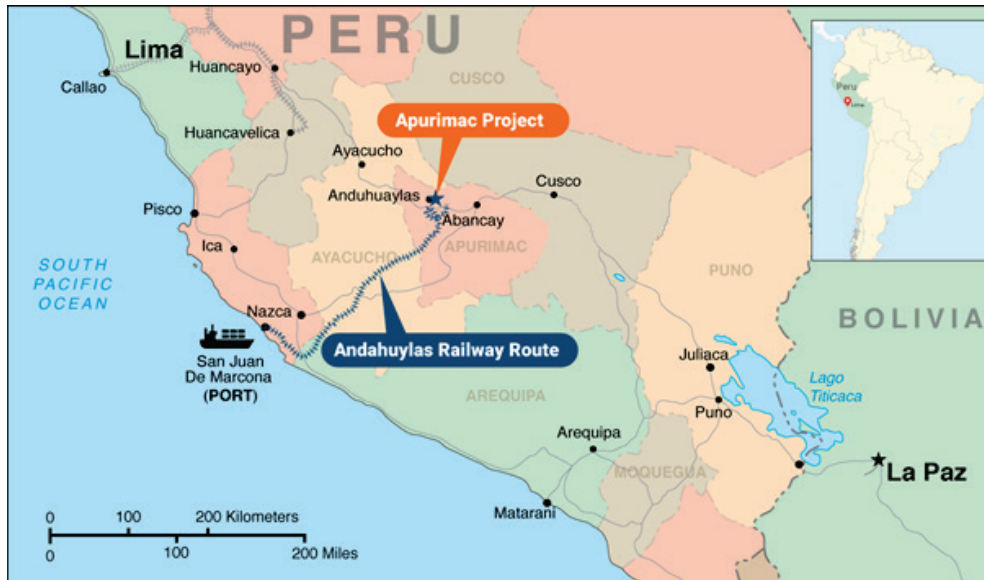 PERU
Lima
Callao
Huancayo
CUSCO
Huancavelica
Apurimac Project
Ayacucho
Anduhuaylas
Cusco
Abancay
Pisco
Ica
AYACUCHO
APURIMAC
SOUTH
PACIFIC
OCEAN
PUNO
BOLIVIA
Nazca
San Juan
De Marcona
(PORT)
Andahuylas Railway Route
Juliaca
Lago
Titicaca
Puno
AREQUIPA
Arequipa
MOQUEGUA
La Paz
Matarani
0 100 200 Kilometers
0 100 200 Miles
Peru
Lima